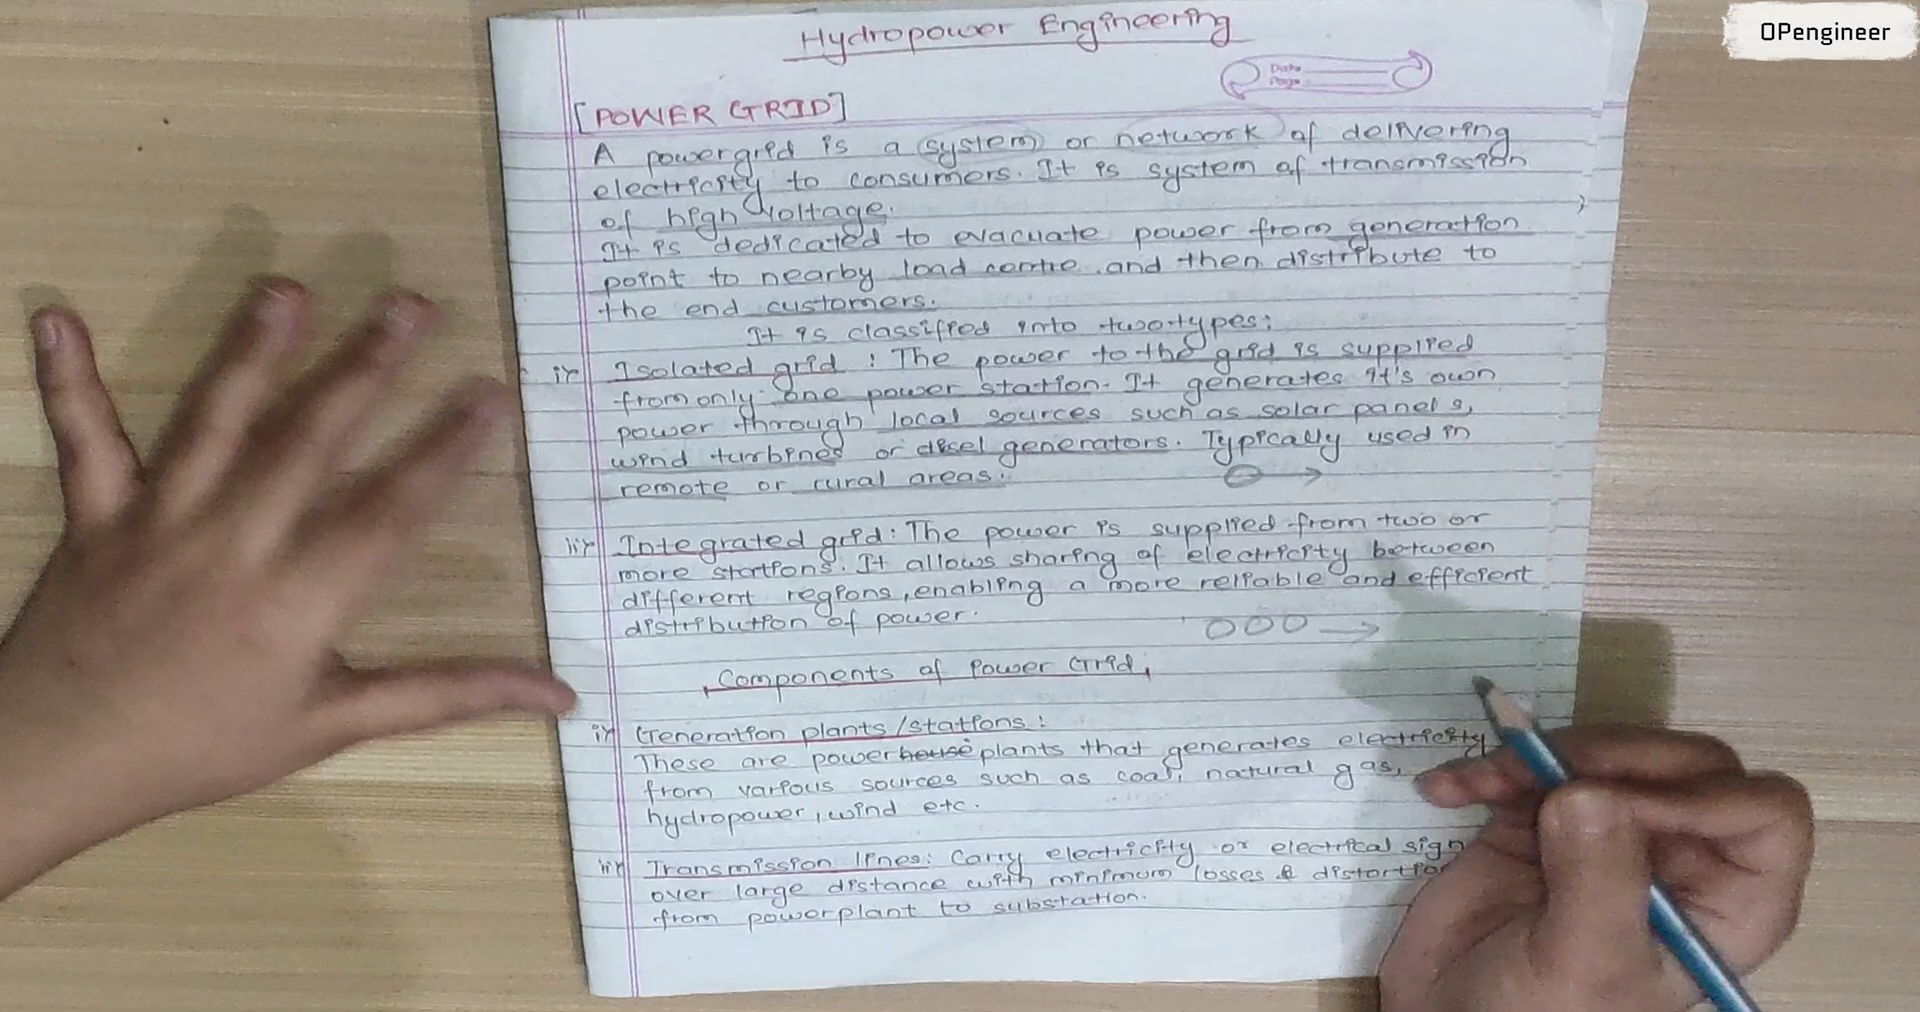 OPengineer
Hydropower Engineering
Date
Page
[POWER GRID]
A powergrid is a system or network of delivering
electricity to consumers. It is system of transmission
of high voltage.
It is dedicated to evacuate power from generation
point to nearby load centre and then distribute to
the end customers.
It is classified into two types:
i) Isolated grid : The power to the grid is supplied
from only one power station. It generates it's own
power through local sources such as solar panels,
wind turbines or disel generators. Typically used in
remote or rural areas.
ii) Integrated grid: The power is supplied from two or
more stations. It allows sharing of electricity between
different regions, enabling a more reliable and efficient
distribution of power.
Components of Power Grid
i) Generation plants/stations:
These are power plants that generates electricity
from various sources such as coal, natural gas,
hydropower, wind etc.
ii) Transmission lines: Carry electricity or electrical sign
over large distance with minimum losses & distortio
from powerplant to substation.